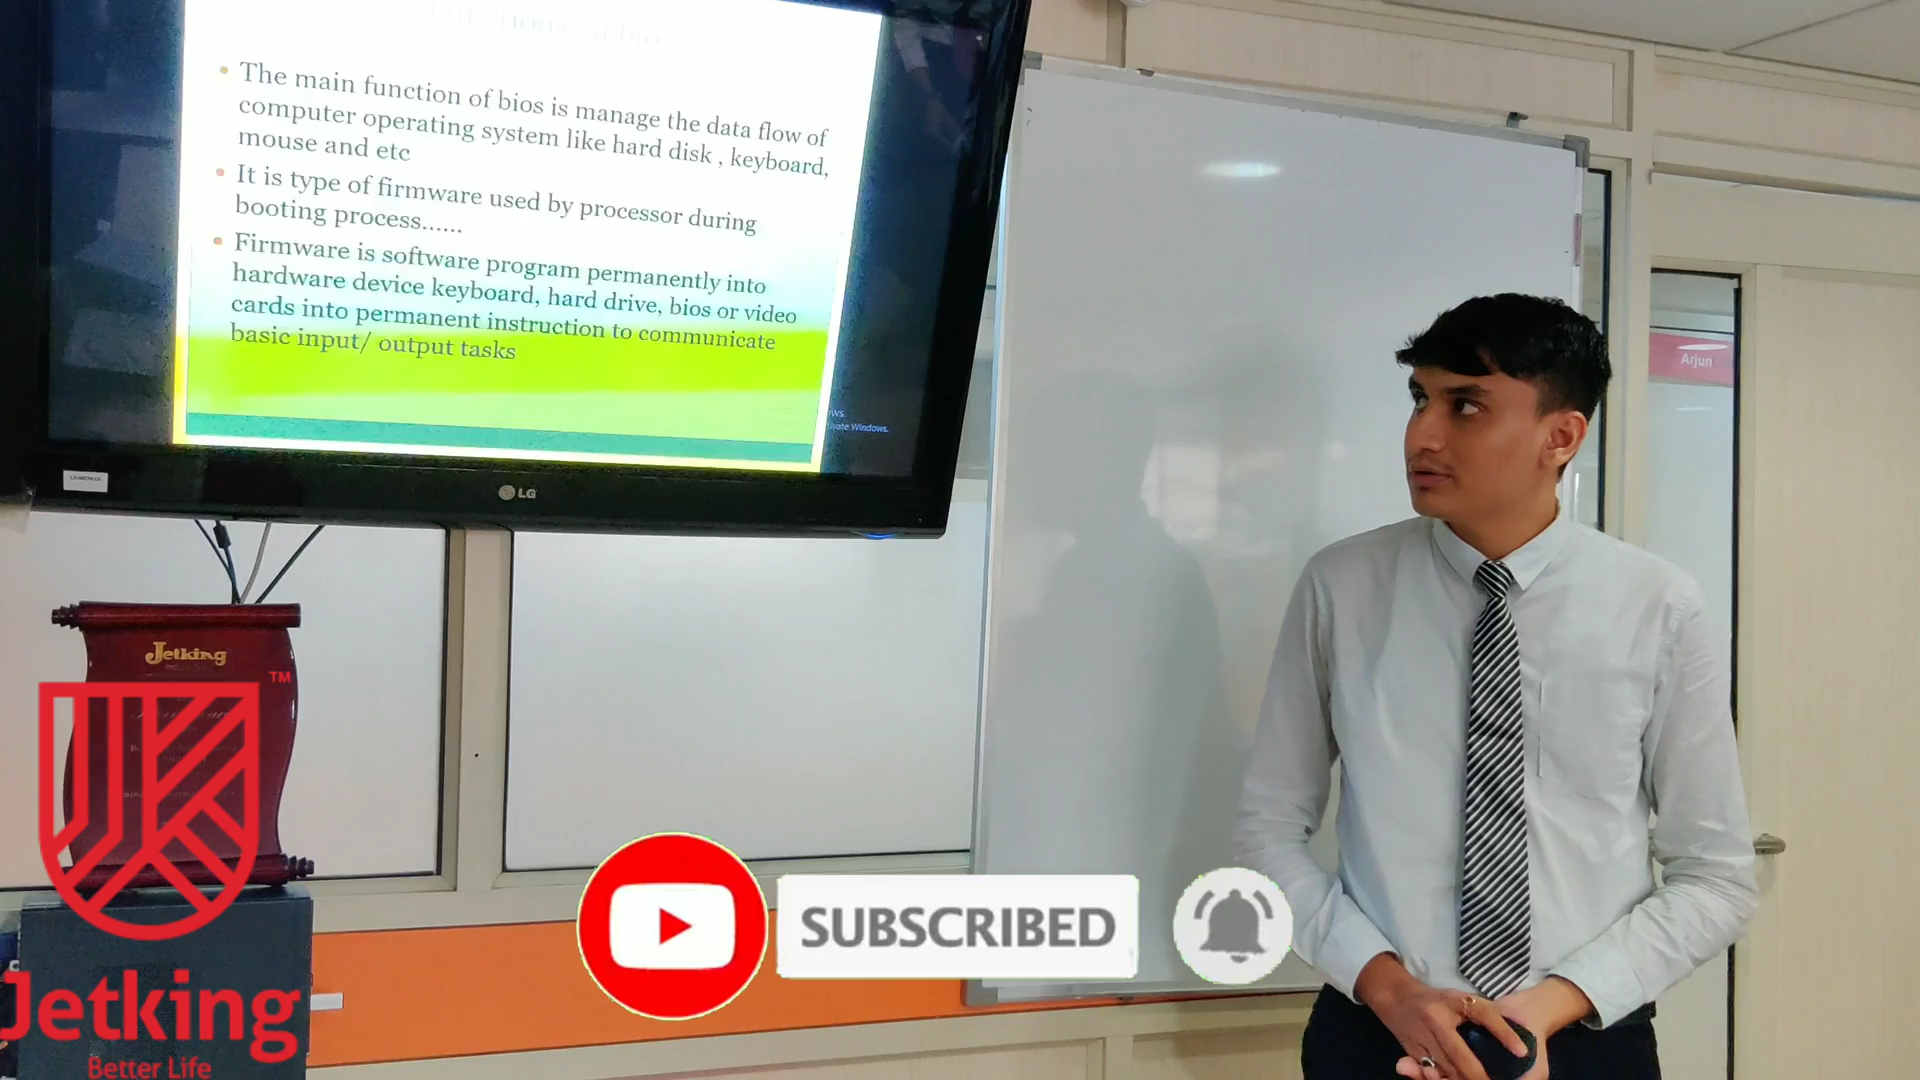 Functions of bios
The main function of bios is manage the data flow of
computer operating system like hard disk , keyboard,
mouse and etc
It is type of firmware used by processor during
booting process......
Firmware is software program permanently into
hardware device keyboard, hard drive, bios or video
cards into permanent instruction to communicate
basic input/ output tasks
LG
Arjun
Jetking
TM
SUBSCRIBED
Jetking
Better Life